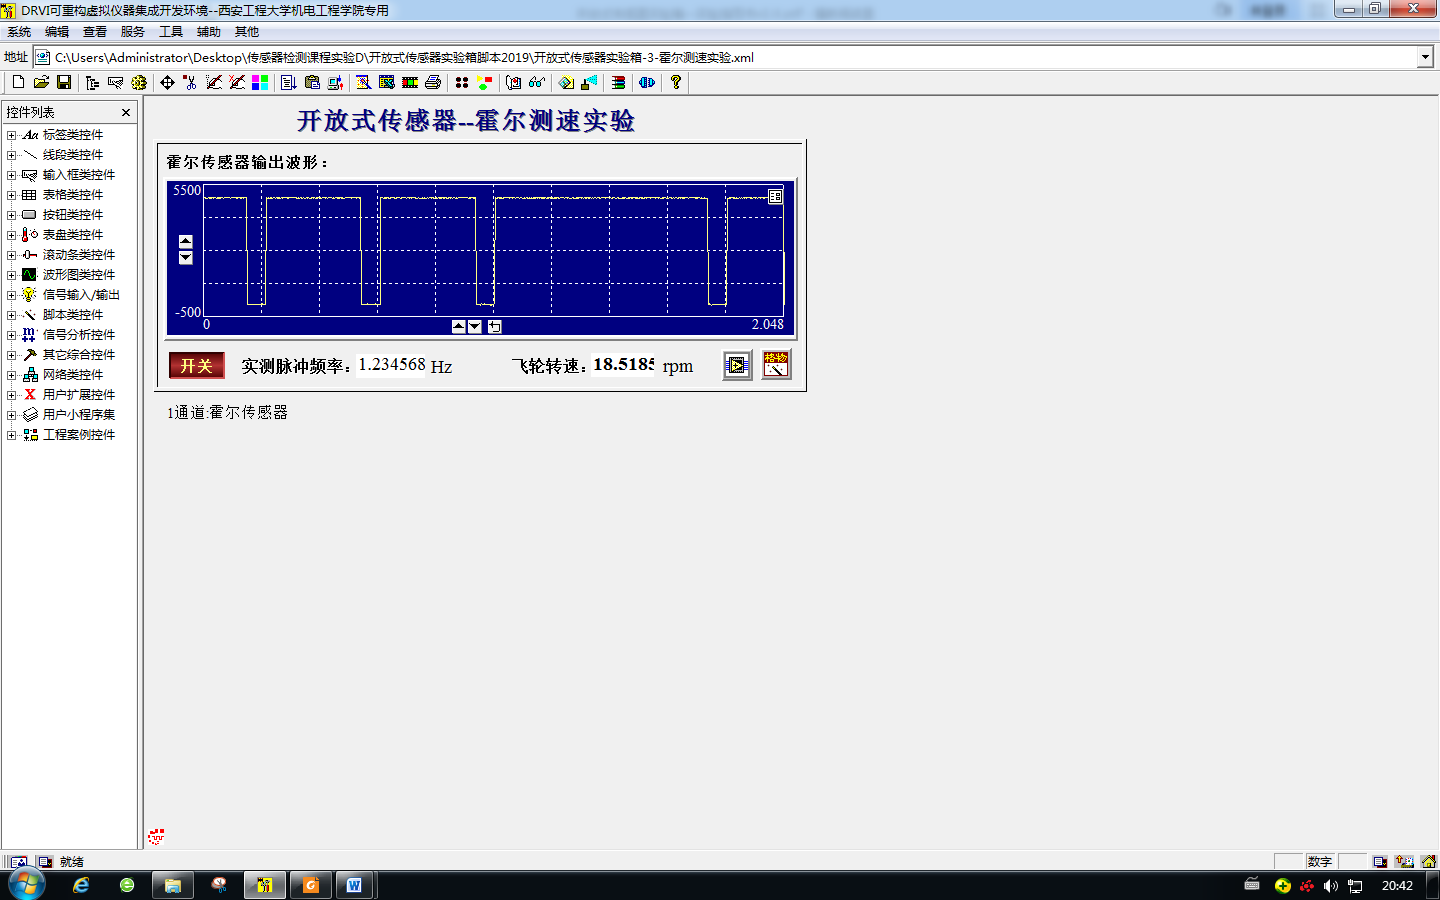 DRVI可重构虚拟仪器集成开发环境--西安工程大学机电工程学院专用
系统 编辑 查看 服务 工具 辅助 其他
地址 C:\Users\Administrator\Desktop\传感器检测课程实验D\开放式传感器实验箱脚本2019\开放式传感器实验箱-3-霍尔测速实验.xml
控件列表
标签类控件
线段类控件
输入框类控件
表格类控件
按钮类控件
表盘类控件
滚动条类控件
波形图类控件
信号输入/输出
脚本类控件
信号分析控件
其它综合控件
网络类控件
用户扩展控件
用户小程序集
工程案例控件
开放式传感器--霍尔测速实验
霍尔传感器输出波形：
5500
-500
0 2.048
开关 实测脉冲频率： 1.234568 Hz 飞轮转速： 18.5185 rpm 格物
1通道:霍尔传感器
就绪 数字
20:42